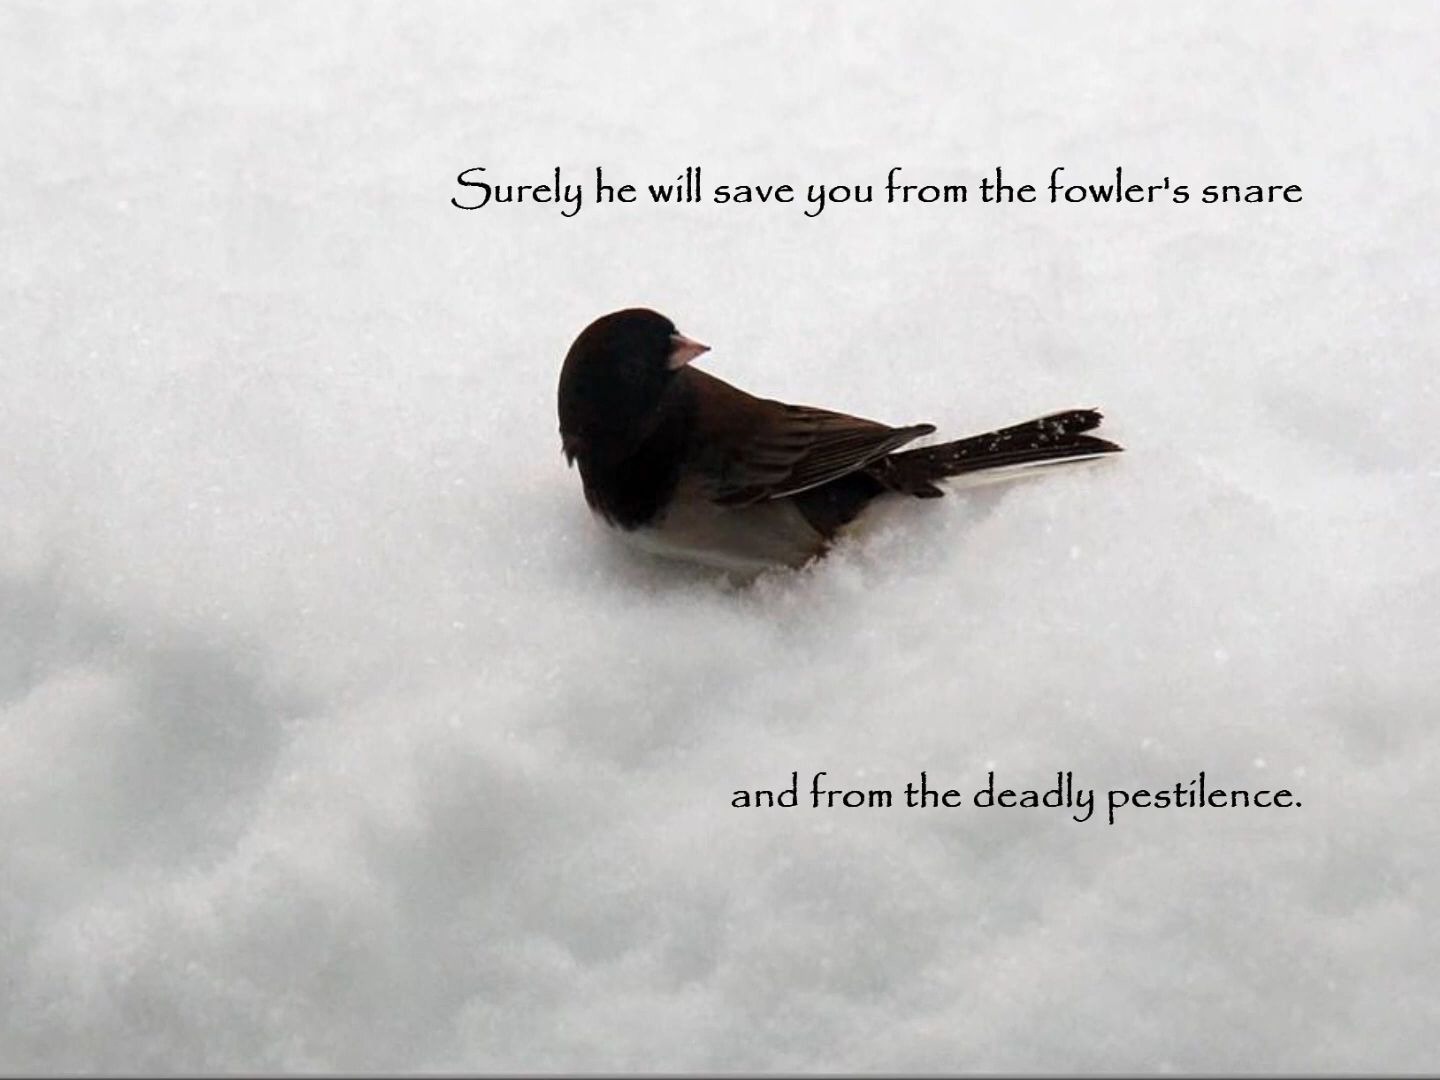 Surely he will save you from the fowler's snare
and from the deadly pestilence.